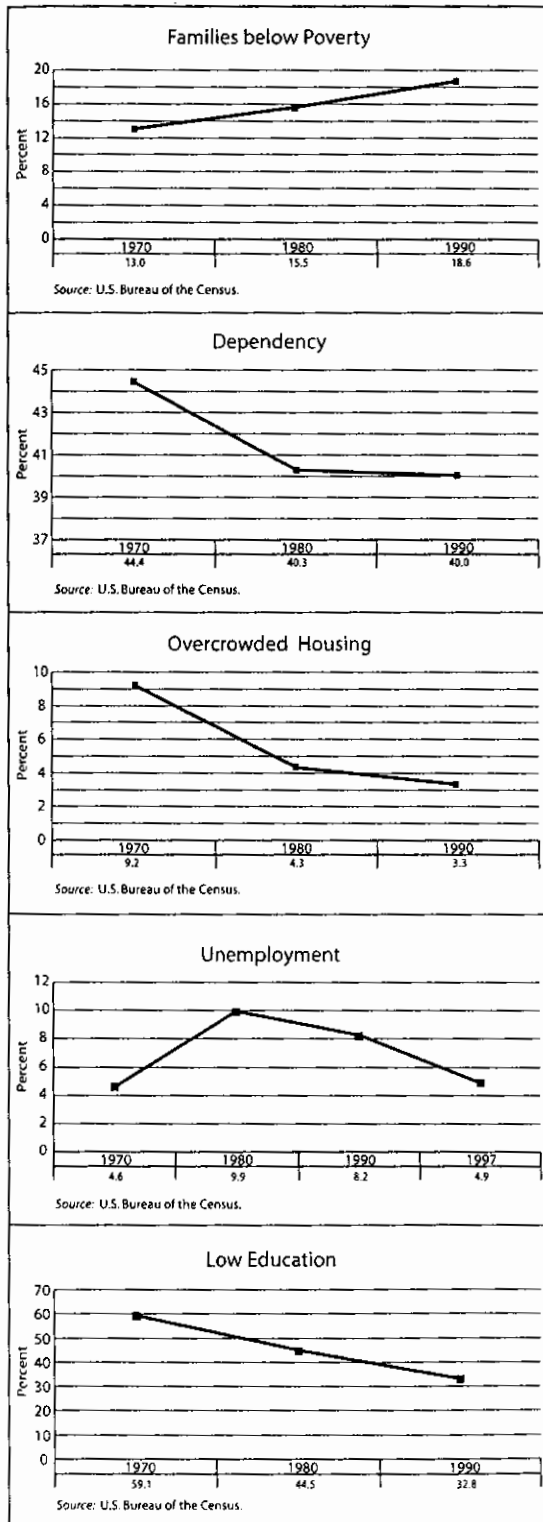 Families below Poverty
20
16
12
8
4
0
Percent
1970 1980 1990
13.0 15.5 18.6
Source: U.S. Bureau of the Census.
Dependency
45
43
41
39
37
Percent
1970 1980 1990
44.4 40.3 40.0
Source: U.S. Bureau of the Census.
Overcrowded Housing
10
8
6
4
2
0
Percent
1970 1980 1990
9.2 4.3 3.3
Source: U.S. Bureau of the Census.
Unemployment
12
10
8
6
4
2
0
Percent
1970 1980 1990 1997
4.6 9.9 8.2 4.9
Source: U.S. Bureau of the Census.
Low Education
70
60
50
40
30
20
10
0
Percent
1970 1980 1990
59.1 44.5 32.8
Source: U.S. Bureau of the Census.